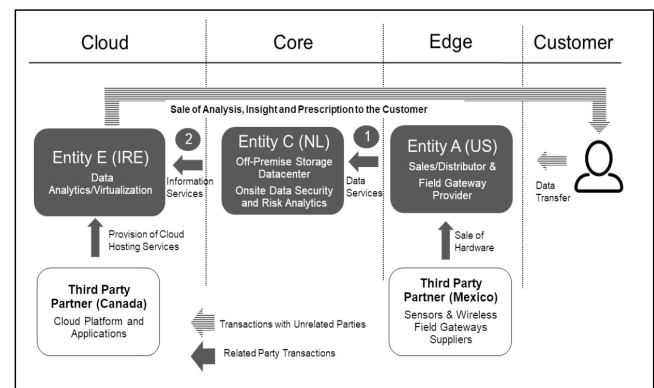 Cloud
Core
Edge
Customer
Sale of Analysis, Insight and Prescription to the Customer
Entity E (IRE)
Data
Analytics/Virtualization
2
Information
Services
Entity C (NL)
Off-Premise Storage
Datacenter
Onsite Data Security
and Risk Analytics
1
Data
Services
Entity A (US)
Sales/Distributor &
Field Gateway
Provider
Data
Transfer
Provision of Cloud
Hosting Services
Sale of
Hardware
Third Party
Partner (Canada)
Cloud Platform and
Applications
Third Party
Partner (Mexico)
Sensors & Wireless
Field Gateways
Suppliers
Transactions with Unrelated Parties
Related Party Transactions